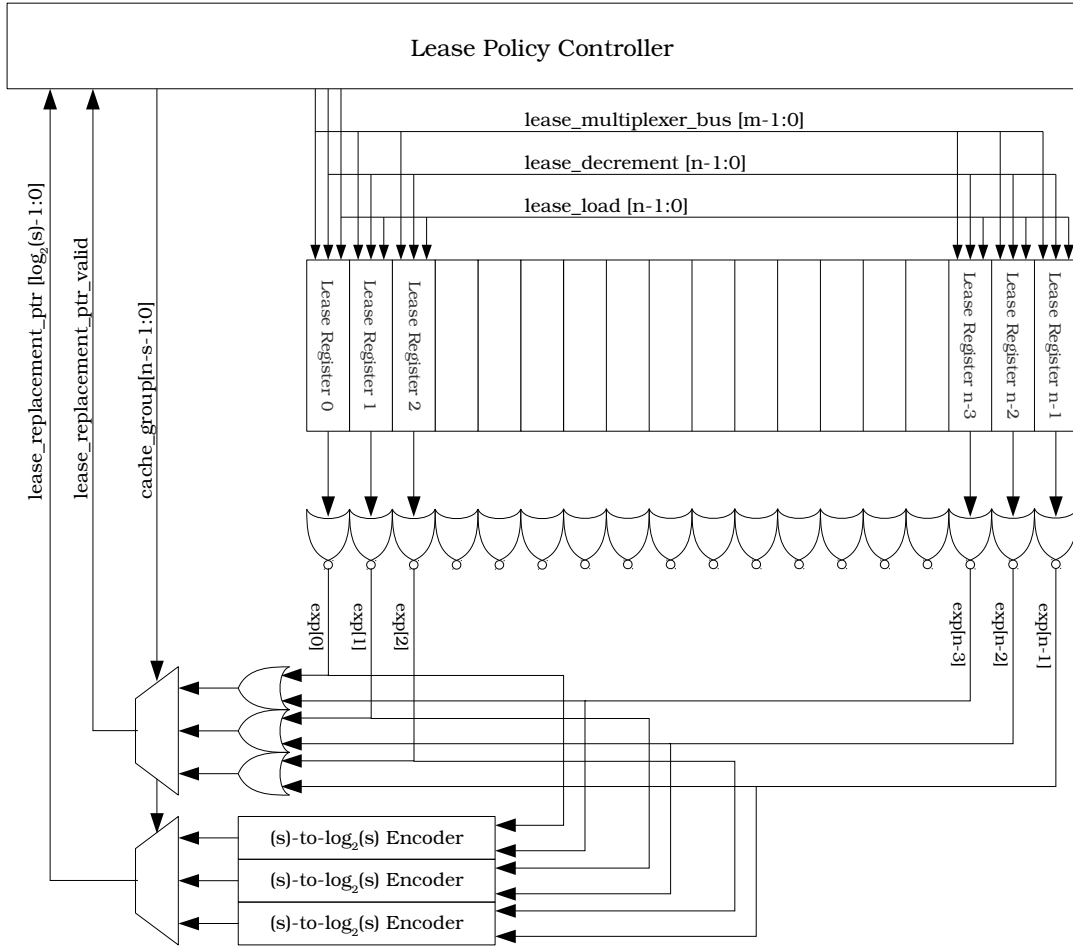 Lease Policy Controller
lease_multiplexer_bus [m-1:0]
lease_decrement [n-1:0]
lease_load [n-1:0]
lease_replacement_ptr [log₂(s)-1:0]
lease_replacement_ptr_valid
cache_group[n-s-1:0]
Lease Register 0
Lease Register 1
Lease Register 2
Lease Register n-3
Lease Register n-2
Lease Register n-1
exp[0]
exp[1]
exp[2]
exp[n-3]
exp[n-2]
exp[n-1]
(s)-to-log₂(s) Encoder
(s)-to-log₂(s) Encoder
(s)-to-log₂(s) Encoder